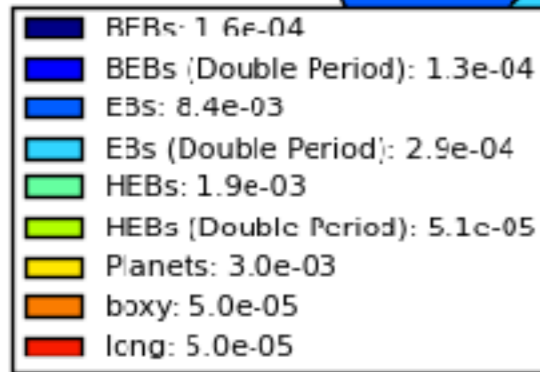 BEBs: 1.6e-04
BEBs (Double Period): 1.3e-04
EBs: 8.4e-03
EBs (Double Period): 2.9e-04
HEBs: 1.9e-03
HEBs (Double Period): 5.1e-05
Planets: 3.0e-03
boxy: 5.0e-05
long: 5.0e-05